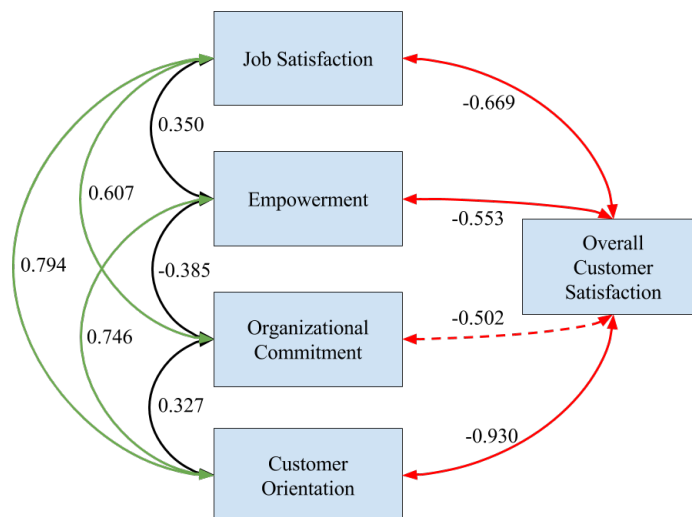 Job Satisfaction
-0.669
0.350
0.607
Empowerment
-0.553
Overall
Customer
Satisfaction
0.794
-0.385
0.746
Organizational
Commitment
-0.502
0.327
-0.930
Customer
Orientation